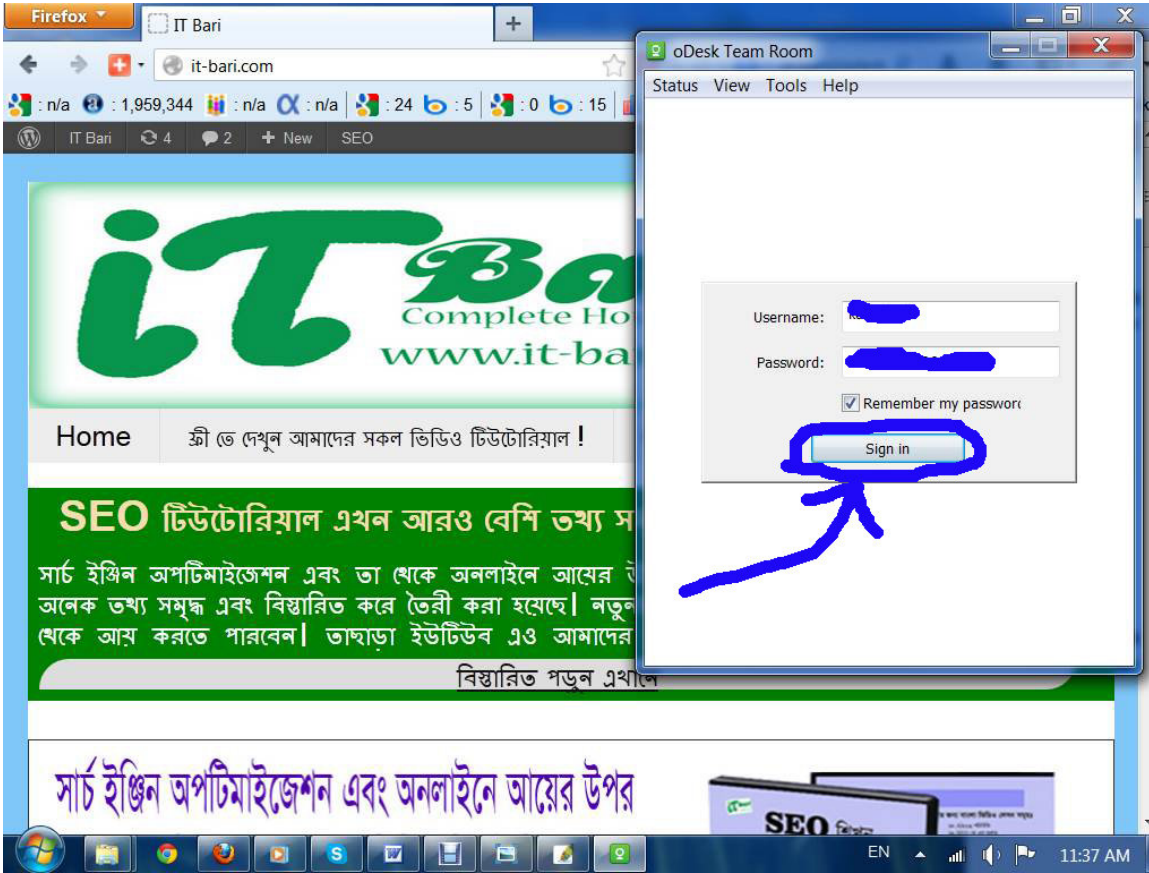 Firefox
IT Bari
it-bari.com
: n/a : 1,959,344 : n/a : n/a : 24 : 5 : 0 : 15
IT Bari 4 2 + New SEO
iT Ba
Complete Ho
www.it-ba
Home ফ্রী তে দেখুন আমাদের সকল ভিডিও টিউটোরিয়াল !
SEO টিউটোরিয়াল এখন আরও বেশি তথ্য স
সার্চ ইঞ্জিন অপটিমাইজেশন এবং তা থেকে অনলাইনে আয়ের উ
অনেক তথ্য সমৃদ্ধ এবং বিস্তারিত করে তৈরী করা হয়েছে| নতুন
থেকে আয় করতে পারবেন| তাছাড়া ইউটিউব এও আমাদের
বিস্তারিত পড়ুন এখানে
সার্চ ইঞ্জিন অপটিমাইজেশন এবং অনলাইনে আয়ের উপর
SEO শিখুন
oDesk Team Room
Status View Tools Help
Username:
Password:
Remember my password
Sign in
EN 11:37 AM